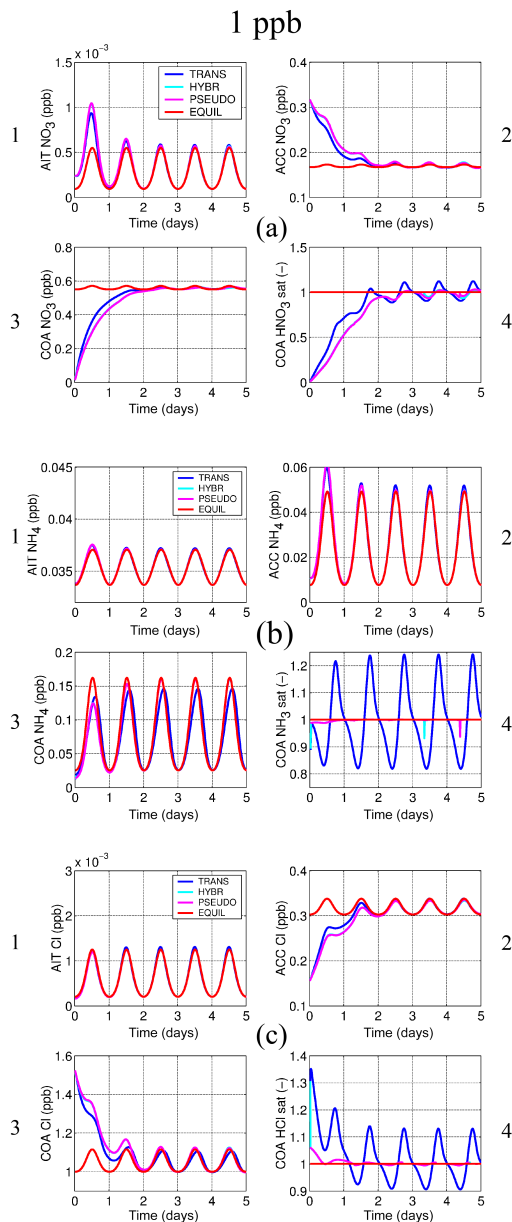 1 ppb
x 10⁻³
1.5
1
0.5
0
AIT NO₃ (ppb)
TRANS
HYBR
PSEUDO
EQUIL
0 1 2 3 4 5
Time (days)
1
0.4
0.3
0.2
0.1
ACC NO₃ (ppb)
0 1 2 3 4 5
Time (days)
2
(a)
0.8
0.6
0.4
0.2
0
COA NO₃ (ppb)
0 1 2 3 4 5
Time (days)
3
1.5
1
0.5
0
COA HNO₃ sat (−)
0 1 2 3 4 5
Time (days)
4
0.045
0.04
0.035
AIT NH₄ (ppb)
TRANS
HYBR
PSEUDO
EQUIL
0 1 2 3 4 5
Time (days)
1
0.06
0.04
0.02
0
ACC NH₄ (ppb)
0 1 2 3 4 5
Time (days)
2
(b)
0.2
0.15
0.1
0.05
0
COA NH₄ (ppb)
0 1 2 3 4 5
Time (days)
3
1.2
1.1
1
0.9
0.8
COA NH₃ sat (−)
0 1 2 3 4 5
Time (days)
4
x 10⁻³
3
2
1
0
AIT Cl (ppb)
TRANS
HYBR
PSEUDO
EQUIL
0 1 2 3 4 5
Time (days)
1
0.4
0.3
0.2
0.1
ACC Cl (ppb)
0 1 2 3 4 5
Time (days)
2
(c)
1.6
1.4
1.2
1
0.8
COA Cl (ppb)
0 1 2 3 4 5
Time (days)
3
1.4
1.3
1.2
1.1
1
0.9
COA HCl sat (−)
0 1 2 3 4 5
Time (days)
4